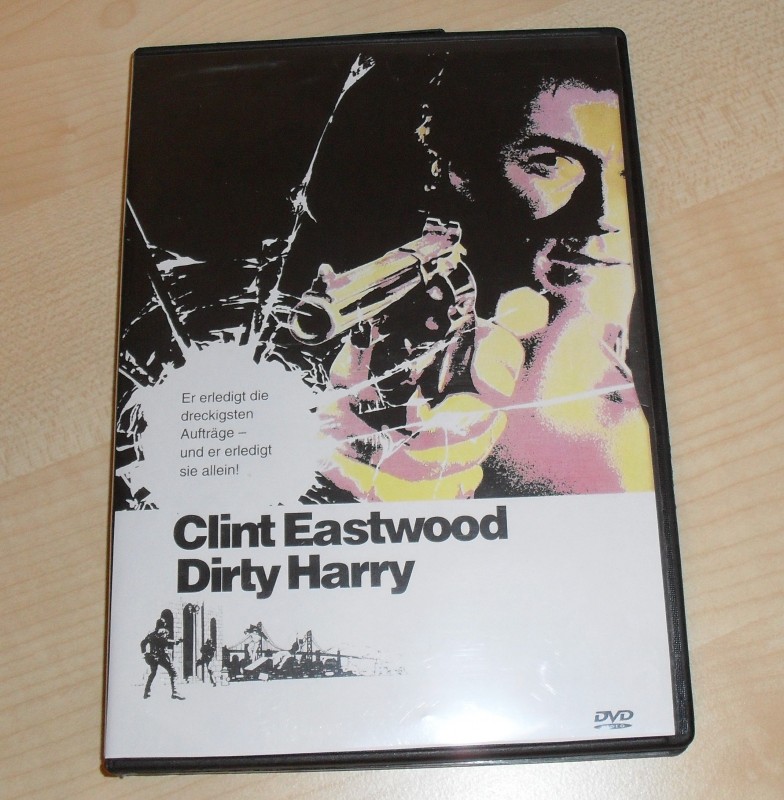 Er erledigt die
dreckigsten
Aufträge –
und er erledigt
sie allein!
Clint Eastwood
Dirty Harry
DVD